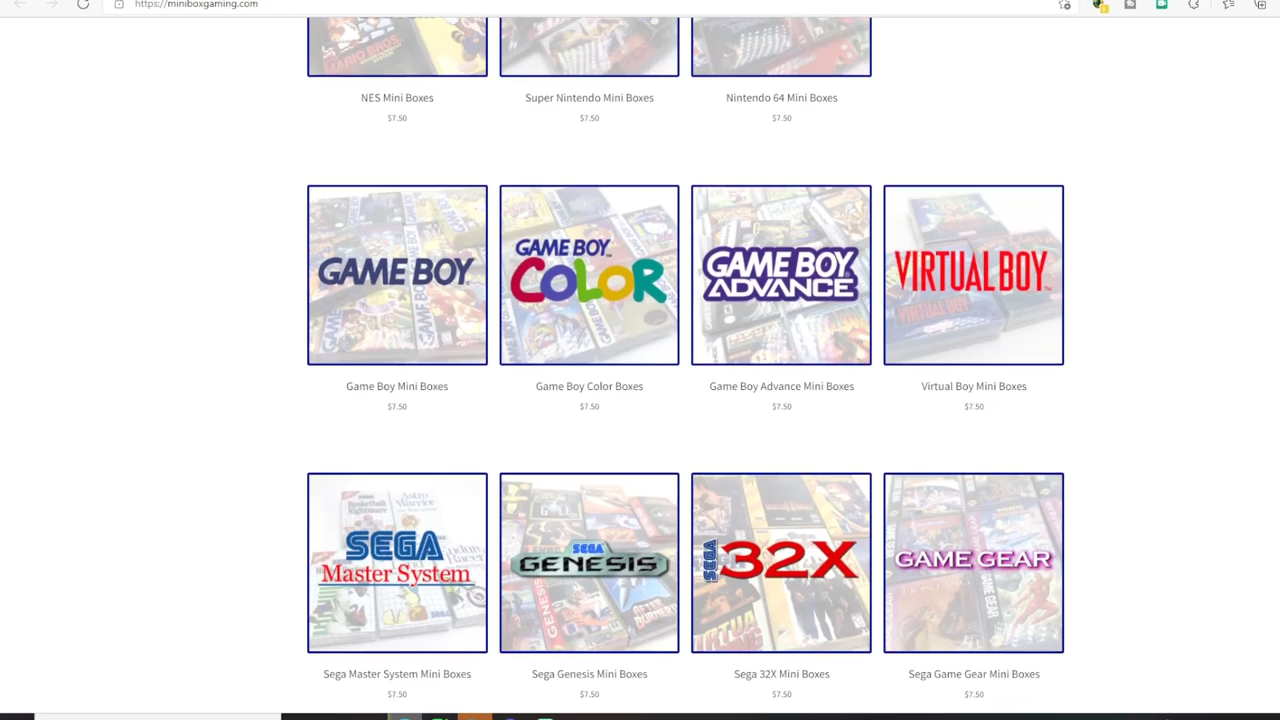 https://miniboxgaming.com
MARIO BROS.
NES Mini Boxes
Super Nintendo Mini Boxes
Nintendo 64 Mini Boxes
$7.50
$7.50
$7.50
GAME BOY
GAME BOY
COLOR
GAME BOY
ADVANCE
VIRTUAL BOY
VIRTUAL BOY
Game Boy Mini Boxes
Game Boy Color Boxes
Game Boy Advance Mini Boxes
Virtual Boy Mini Boxes
$7.50
$7.50
$7.50
$7.50
SEGA
Master System
SEGA
GENESIS
SEGA
32X
GAME GEAR
Sega Master System Mini Boxes
Sega Genesis Mini Boxes
Sega 32X Mini Boxes
Sega Game Gear Mini Boxes
$7.50
$7.50
$7.50
$7.50